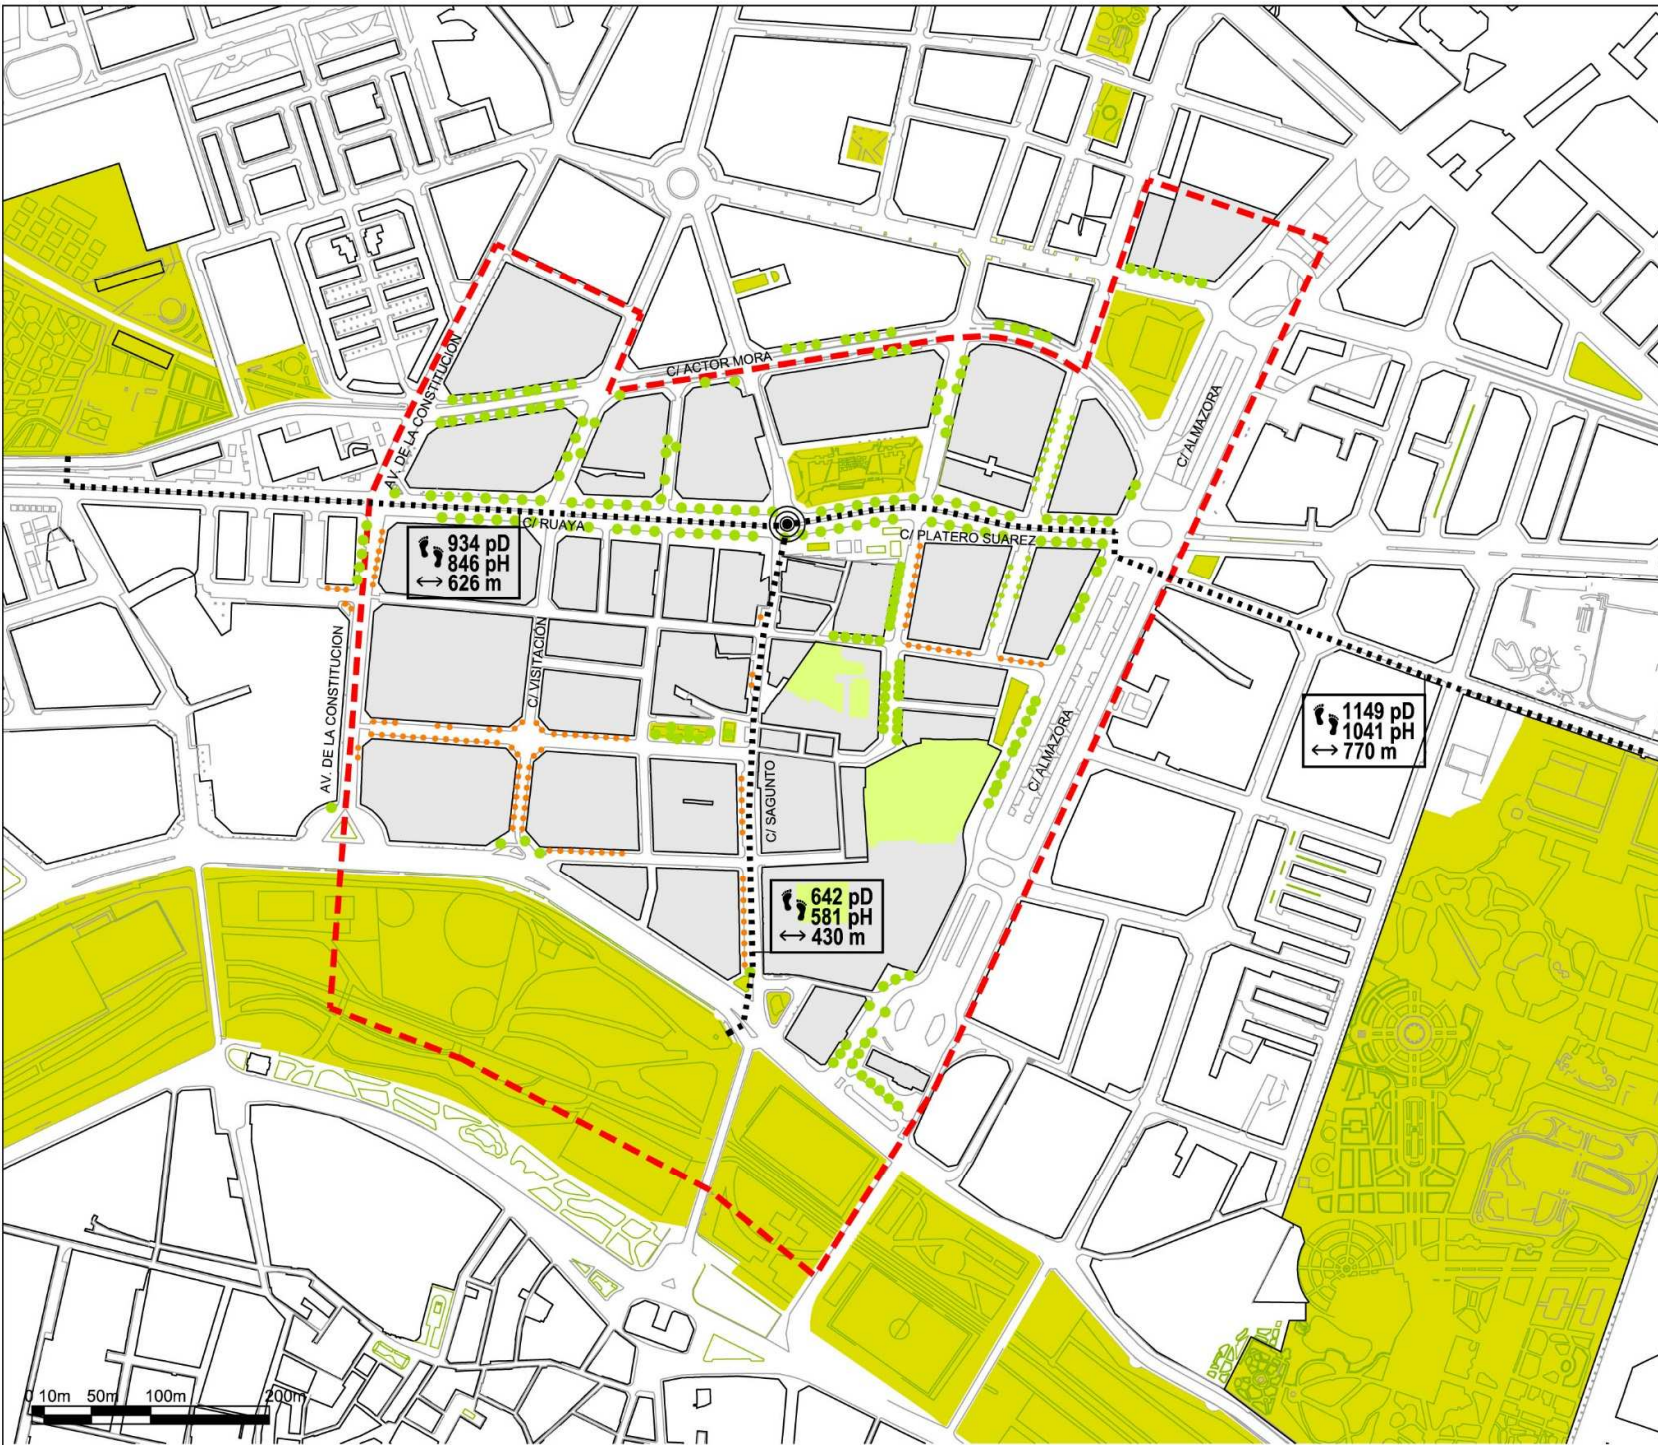 C/ ACTOR MORA
AV. DE LA CONSTITUCIÓN
C/ ALMAZORA
C/ RUAYA
C/ PLATERO SUAREZ
934 pD
846 pH
626 m
C/ VISITACIÓN
AV. DE LA CONSTITUCION
C/ ALMAZORA
1149 pD
1041 pH
770 m
C/ SAGUNTO
642 pD
581 pH
430 m
0 10m 50m 100m 200m